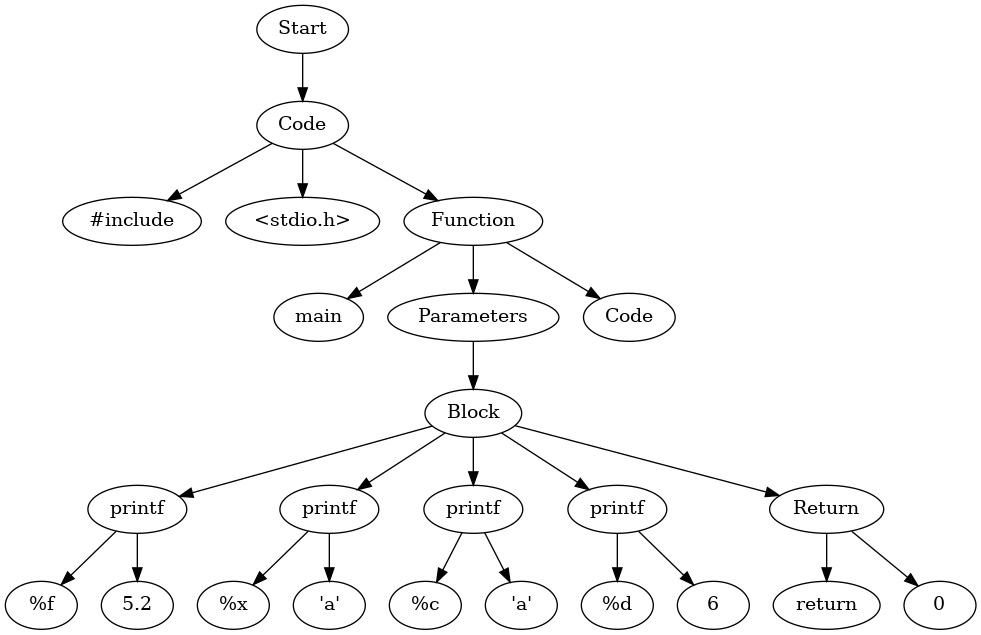 Start
Code
#include
<stdio.h>
Function
main
Parameters
Code
Block
printf
printf
printf
printf
Return
%f
5.2
%x
'a'
%c
'a'
%d
6
return
0